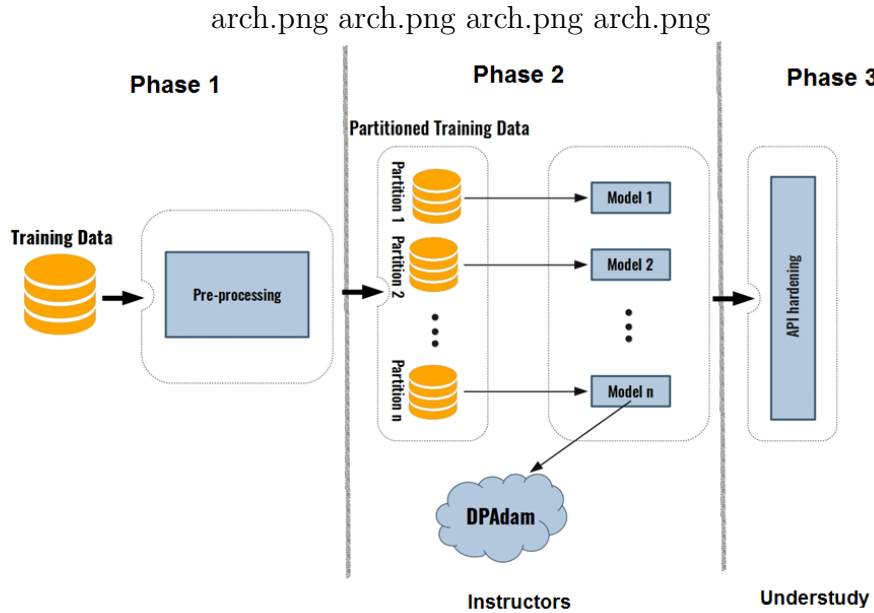 arch.png arch.png arch.png arch.png
Phase 1
Phase 2
Phase 3
Partitioned Training Data
Training Data
Pre-processing
Partition 1
Model 1
Partition 2
Model 2
Partition n
Model n
API hardening
DPAdam
Instructors
Understudy